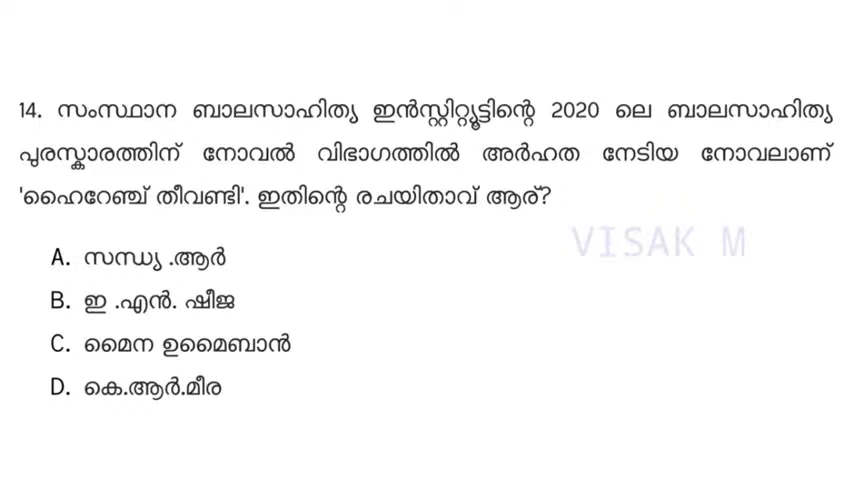 14. സംസ്ഥാന ബാലസാഹിത്യ ഇൻസ്റ്റിറ്റ്യൂട്ടിന്റെ 2020 ലെ ബാലസാഹിത്യ
പുരസ്കാരത്തിന് നോവൽ വിഭാഗത്തിൽ അർഹത നേടിയ നോവലാണ്
'ഹൈറേഞ്ച് തീവണ്ടി'. ഇതിന്റെ രചയിതാവ് ആര്?
VISAK M
A. സന്ധ്യ .ആർ
B. ഇ .എൻ. ഷീജ
C. മൈന ഉമൈബാൻ
D. കെ.ആർ.മീര